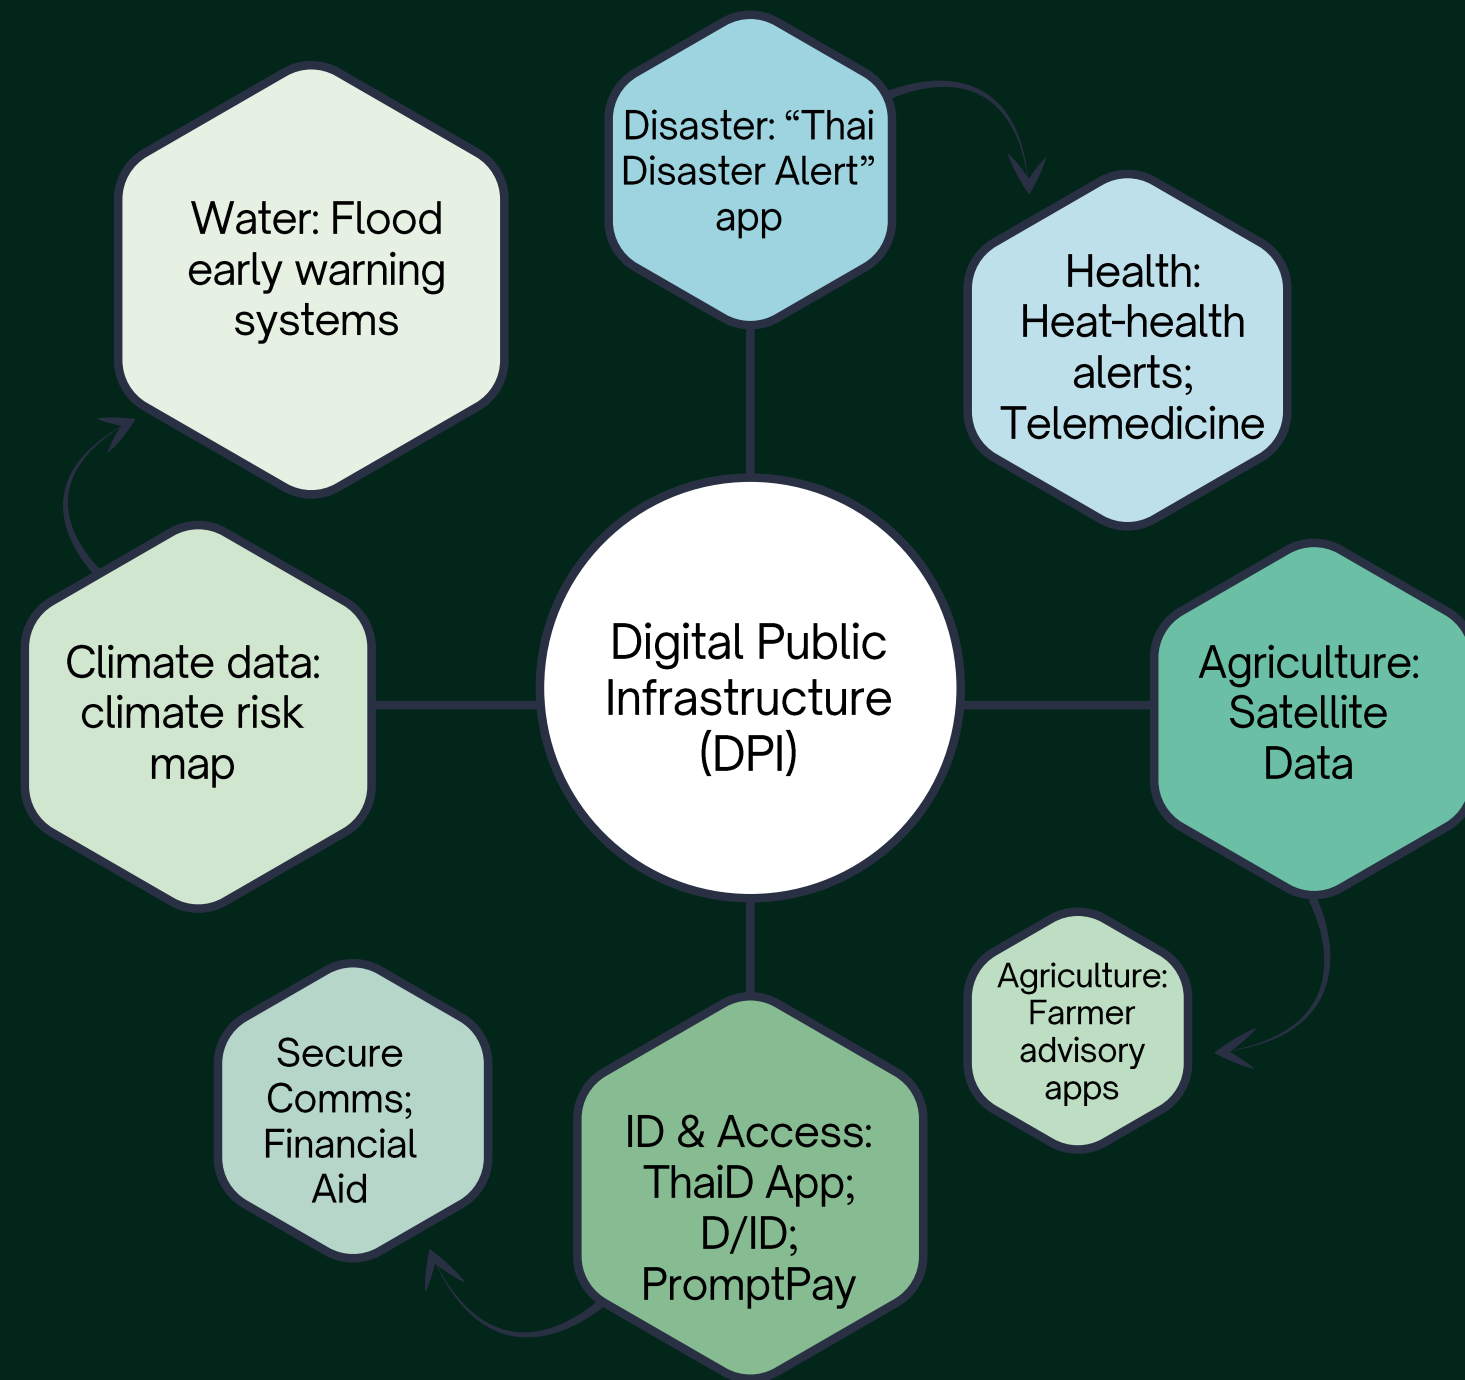 Disaster: “Thai
Disaster Alert”
app
Water: Flood
early warning
systems
Health:
Heat-health
alerts;
Telemedicine
Climate data:
climate risk
map
Digital Public
Infrastructure
(DPI)
Agriculture:
Satellite
Data
Agriculture:
Farmer
advisory
apps
Secure
Comms;
Financial
Aid
ID & Access:
ThaiD App;
D/ID;
PromptPay